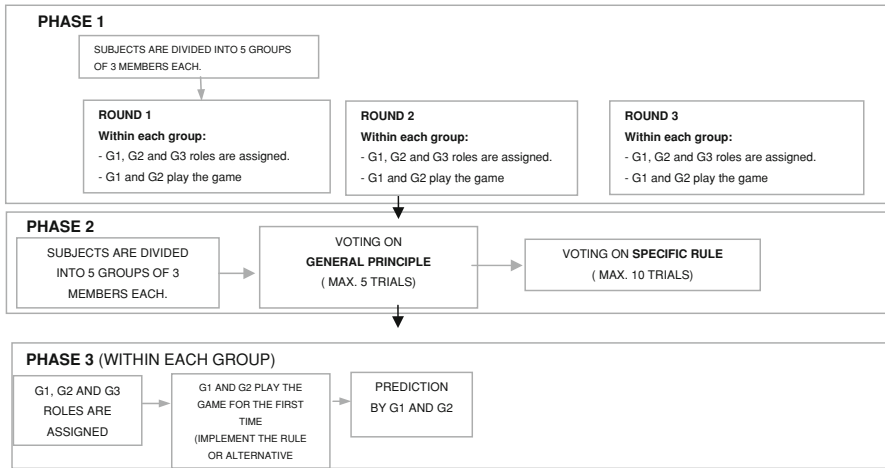 PHASE 1
SUBJECTS ARE DIVIDED INTO 5 GROUPS
OF 3 MEMBERS EACH.
ROUND 1
Within each group:
- G1, G2 and G3 roles are assigned.
- G1 and G2 play the game
ROUND 2
Within each group:
- G1, G2 and G3 roles are assigned.
- G1 and G2 play the game
ROUND 3
Within each group:
- G1, G2 and G3 roles are assigned.
- G1 and G2 play the game
PHASE 2
SUBJECTS ARE DIVIDED
INTO 5 GROUPS OF 3
MEMBERS EACH.
VOTING ON
GENERAL PRINCIPLE
( MAX. 5 TRIALS)
VOTING ON SPECIFIC RULE
( MAX. 10 TRIALS)
PHASE 3 (WITHIN EACH GROUP)
G1, G2 AND G3
ROLES ARE
ASSIGNED
G1 AND G2 PLAY THE
GAME FOR THE FIRST
TIME
(IMPLEMENT THE RULE
OR ALTERNATIVE
PREDICTION
BY G1 AND G2